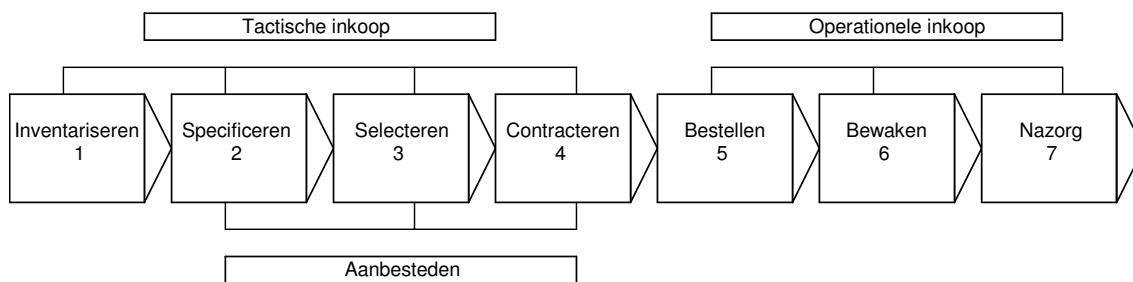 Tactische inkoop
Operationele inkoop
Inventariseren
1
Specificeren
2
Selecteren
3
Contracteren
4
Bestellen
5
Bewaken
6
Nazorg
7
Aanbesteden